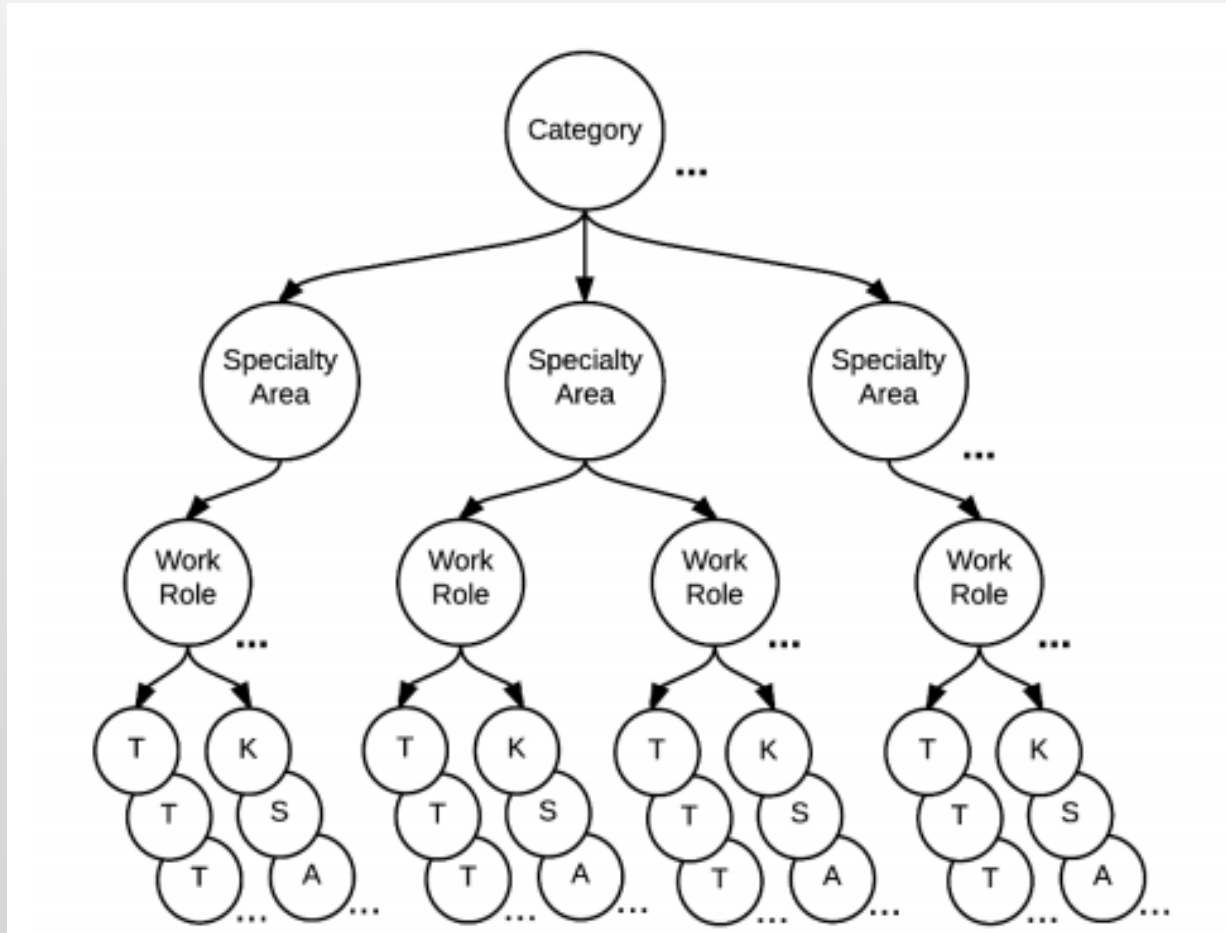 Category
...
Specialty
Area
Specialty
Area
Specialty
Area
...
Work
Role
...
Work
Role
Work
Role
...
Work
Role
...
T K T K T K T K
T S T S T S T S
T A T A T A T A
... ... ... ... ... ... ... ...